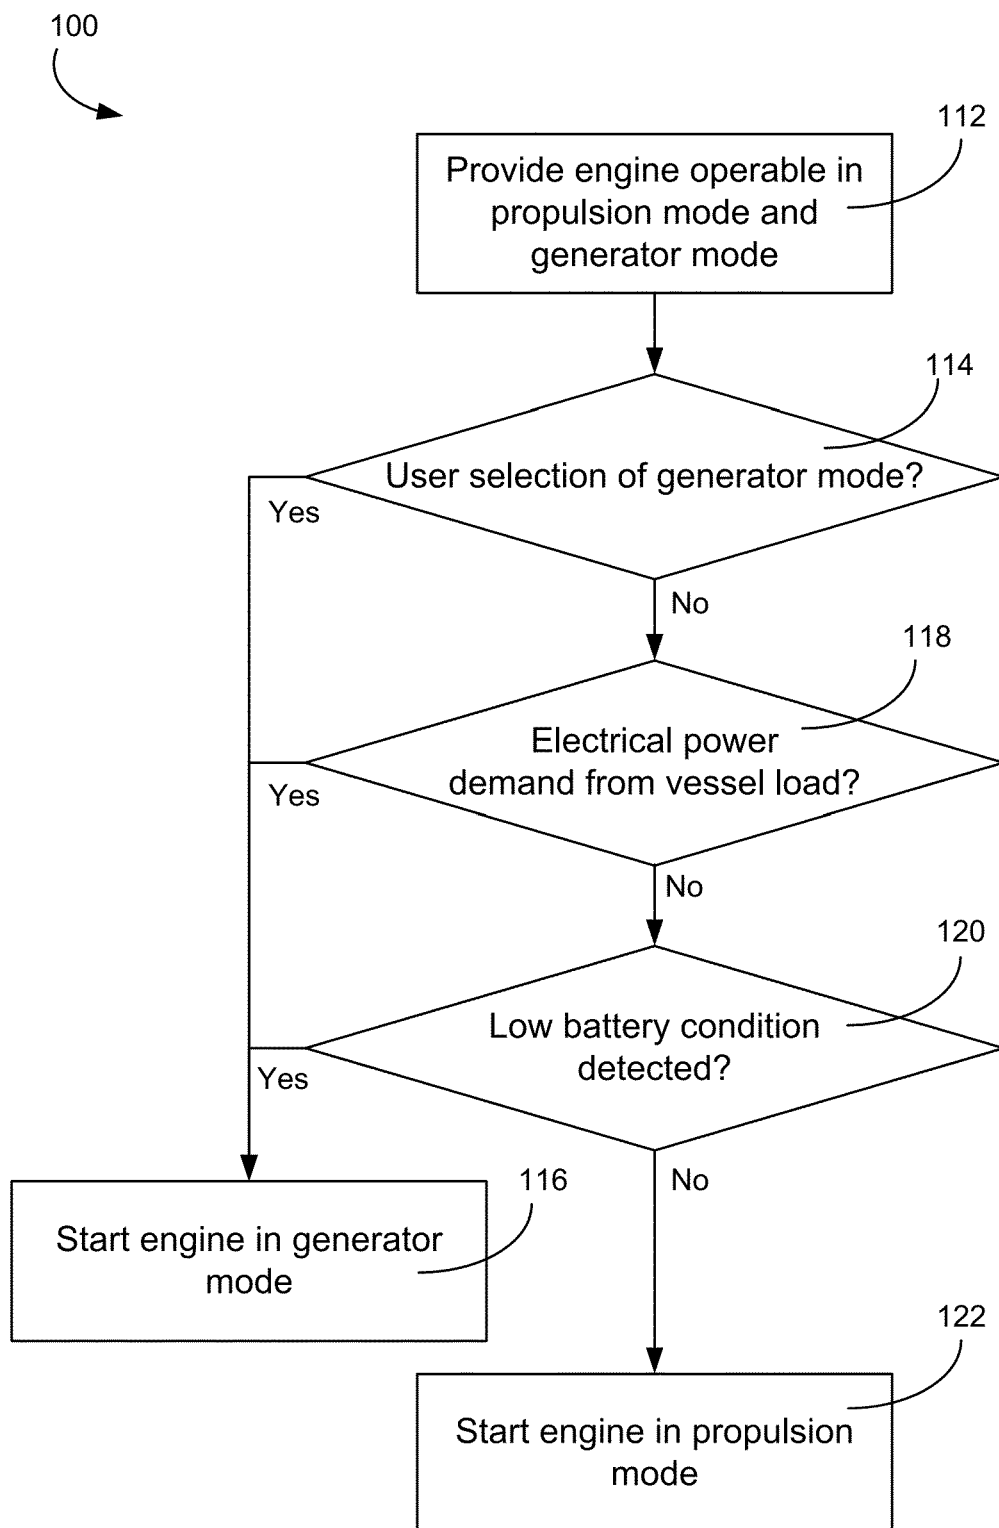 100
112
Provide engine operable in
propulsion mode and
generator mode
114
User selection of generator mode?
Yes
No
118
Electrical power
demand from vessel load?
Yes
No
120
Low battery condition
detected?
Yes
No
116
Start engine in generator
mode
122
Start engine in propulsion
mode